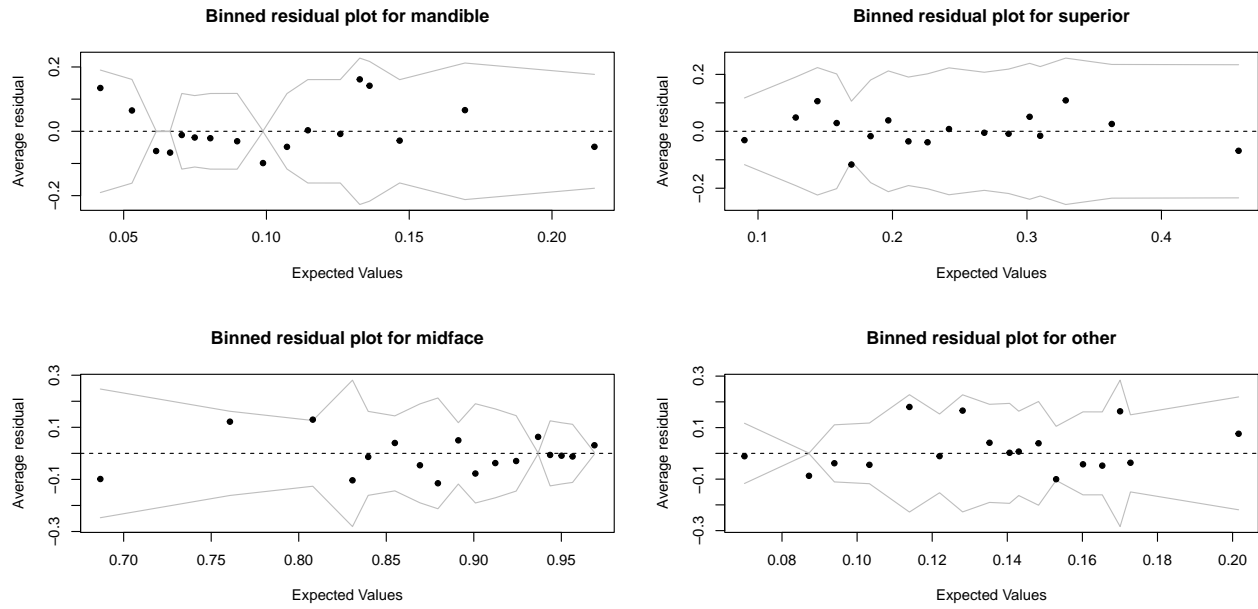 Binned residual plot for mandible
Average residual
0.2
0.0
−0.2
0.05 0.10 0.15 0.20
Expected Values
Binned residual plot for superior
Average residual
0.2
0.0
−0.2
0.1 0.2 0.3 0.4
Expected Values
Binned residual plot for midface
Average residual
0.3
0.1
−0.1
−0.3
0.70 0.75 0.80 0.85 0.90 0.95
Expected Values
Binned residual plot for other
Average residual
0.3
0.1
−0.1
−0.3
0.08 0.10 0.12 0.14 0.16 0.18 0.20
Expected Values